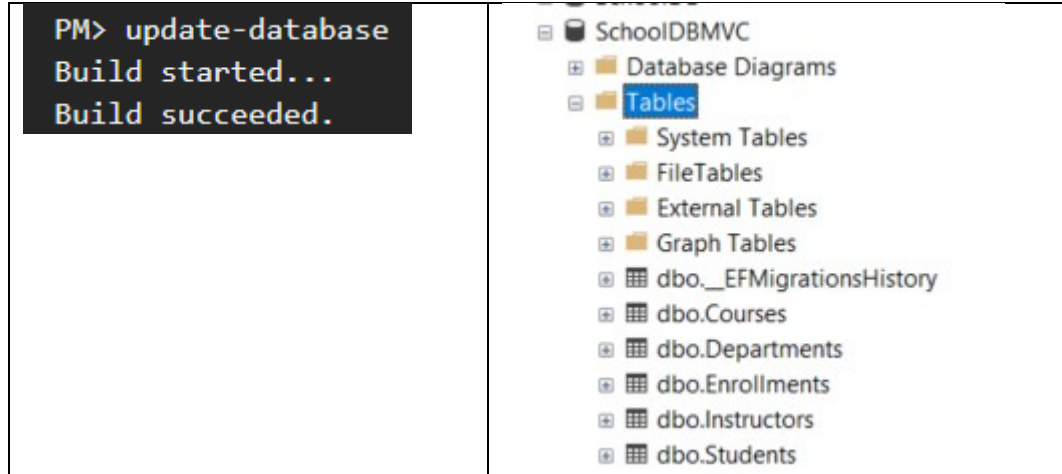 PM> update-database
Build started...
Build succeeded.
SchoolDBMVC
Database Diagrams
Tables
System Tables
FileTables
External Tables
Graph Tables
dbo.__EFMigrationsHistory
dbo.Courses
dbo.Departments
dbo.Enrollments
dbo.Instructors
dbo.Students